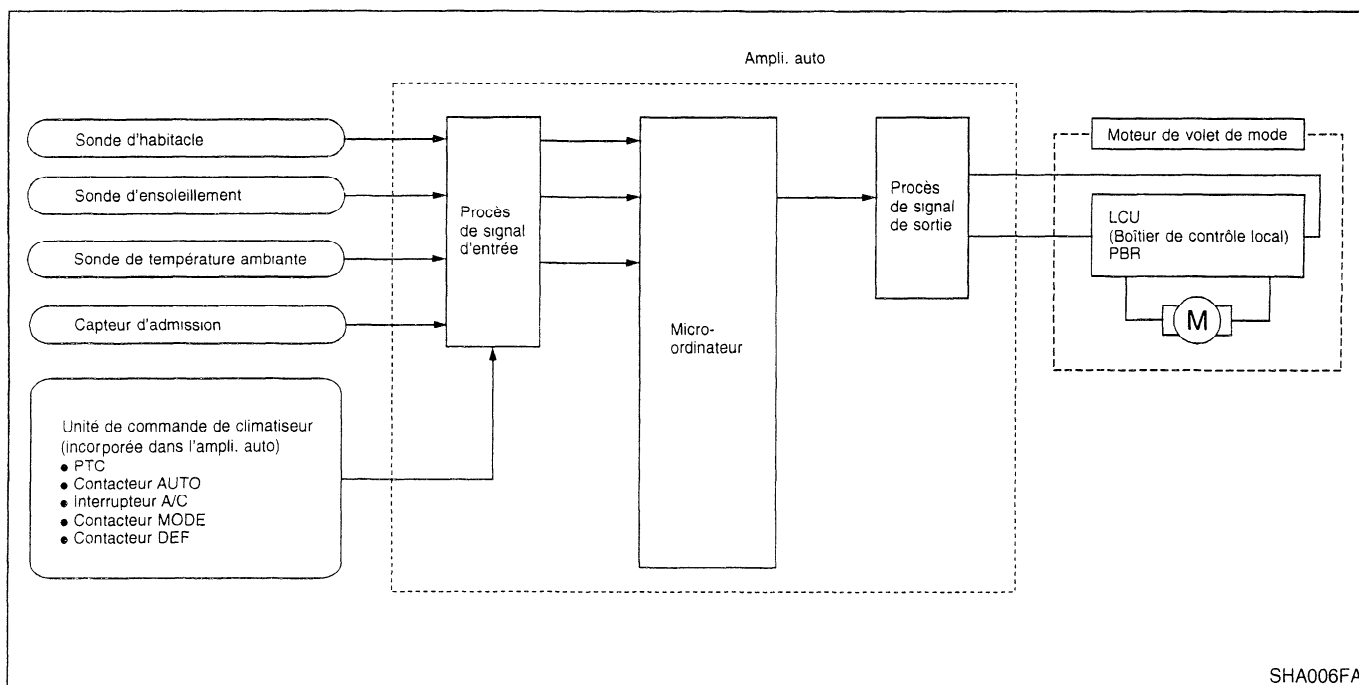 Ampli. auto
Sonde d'habitacle
Sonde d'ensoleillement
Sonde de température ambiante
Capteur d'admission
Unité de commande de climatiseur
(incorporée dans l'ampli. auto)
● PTC
● Contacteur AUTO
● Interrupteur A/C
● Contacteur MODE
● Contacteur DEF
Procès
de signal
d'entrée
Micro-
ordinateur
Procès
de signal
de sortie
Moteur de volet de mode
LCU
(Boîtier de contrôle local)
PBR
M
SHA006FA